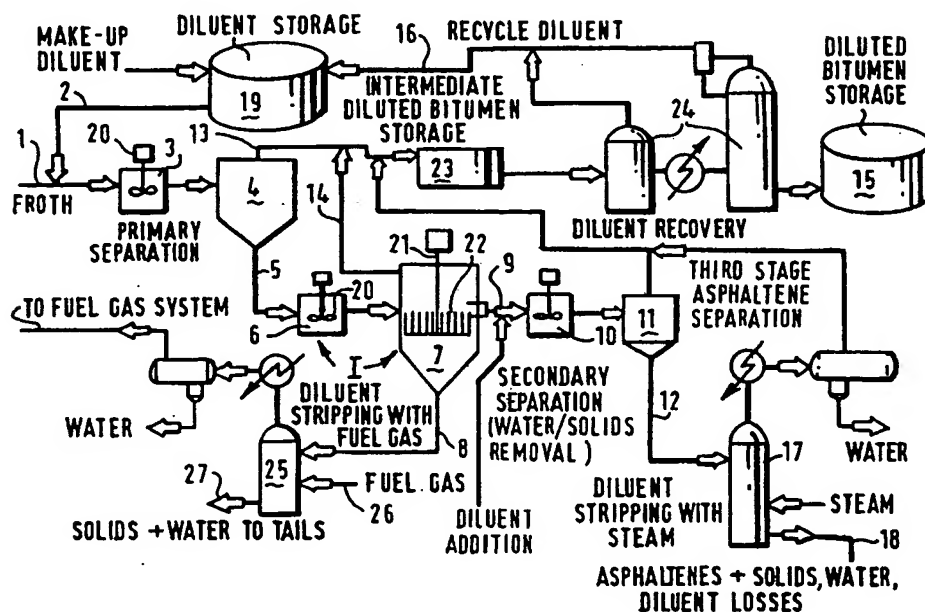 DILUENT STORAGE
MAKE-UP
DILUENT
16
RECYCLE DILUENT
DILUTED
BITUMEN
STORAGE
INTERMEDIATE
DILUTED BITUMEN
STORAGE
2
19
13
20
3
1
4
23
24
15
FROTH
PRIMARY
SEPARATION
14
DILUENT RECOVERY
21
22
9
5
20
THIRD STAGE
ASPHALTENE
SEPARATION
TO FUEL GAS SYSTEM
6
7
10
11
I
DILUENT
STRIPPING WITH
FUEL GAS
SECONDARY
SEPARATION
(WATER/SOLIDS
REMOVAL)
12
WATER
8
WATER
25
17
27
FUEL. GAS
26
DILUENT
STRIPPING WITH
STEAM
STEAM
SOLIDS + WATER TO TAILS
DILUENT
ADDITION
18
ASPHALTENES + SOLIDS, WATER,
DILUENT LOSSES